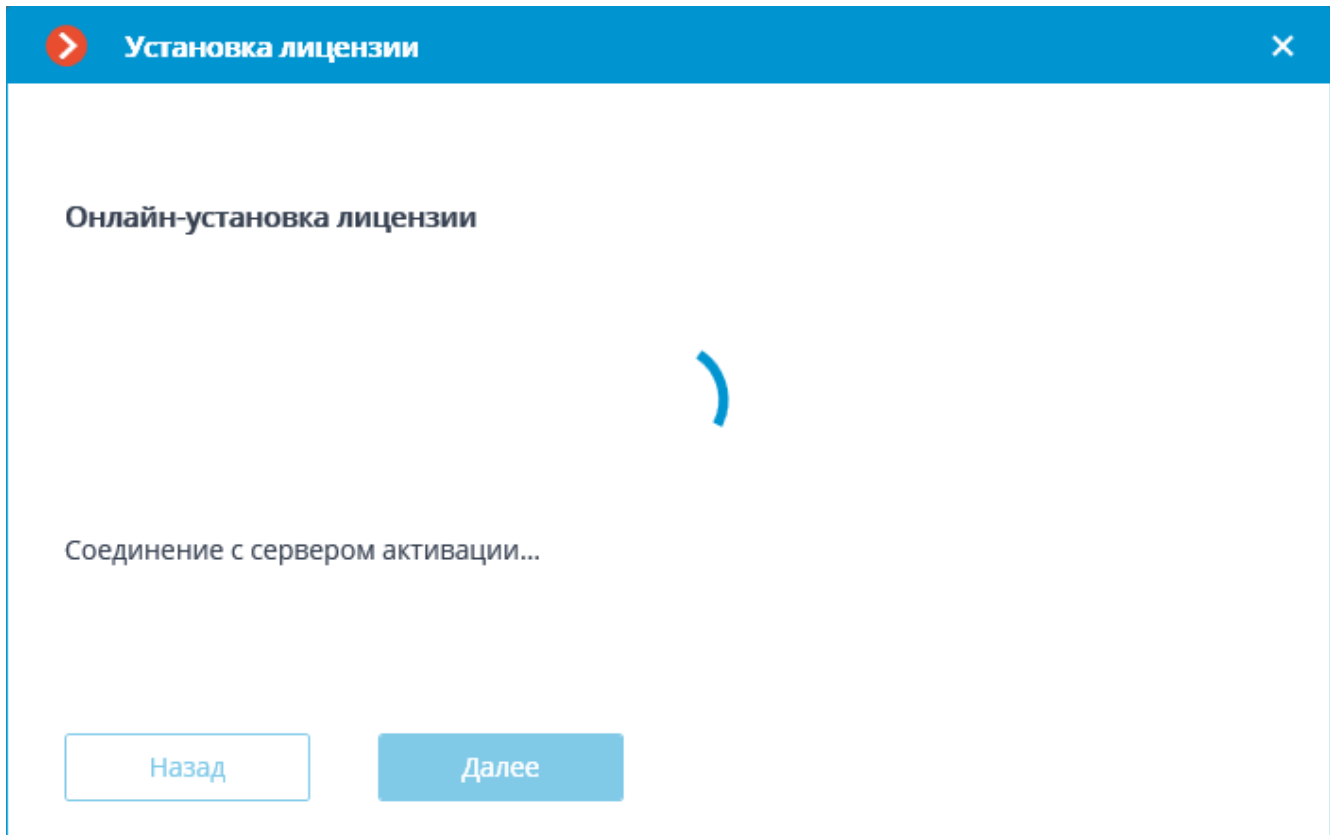 Установка лицензии
Онлайн-установка лицензии
Соединение с сервером активации...
Назад
Далее